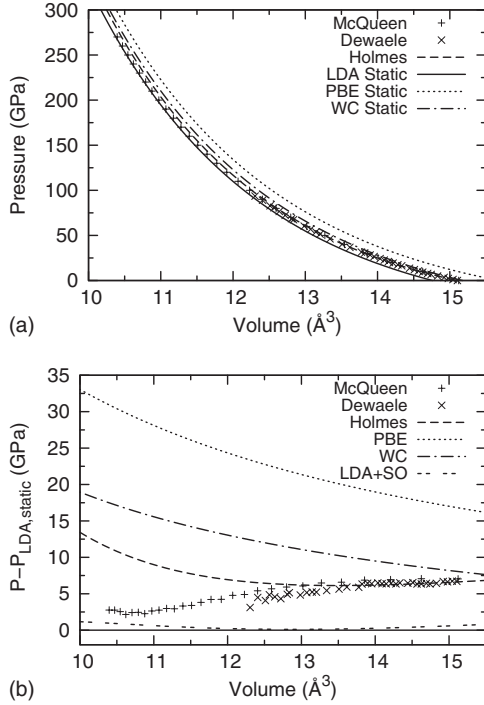 300
250
200
150
100
50
0
Pressure (GPa)
McQueen
Dewaele
Holmes
LDA Static
PBE Static
WC Static
10 11 12 13 14 15
Volume (Å³)
(a)
35
30
25
20
15
10
5
0
P−P_LDA,static (GPa)
McQueen
Dewaele
Holmes
PBE
WC
LDA+SO
10 11 12 13 14 15
Volume (Å³)
(b)